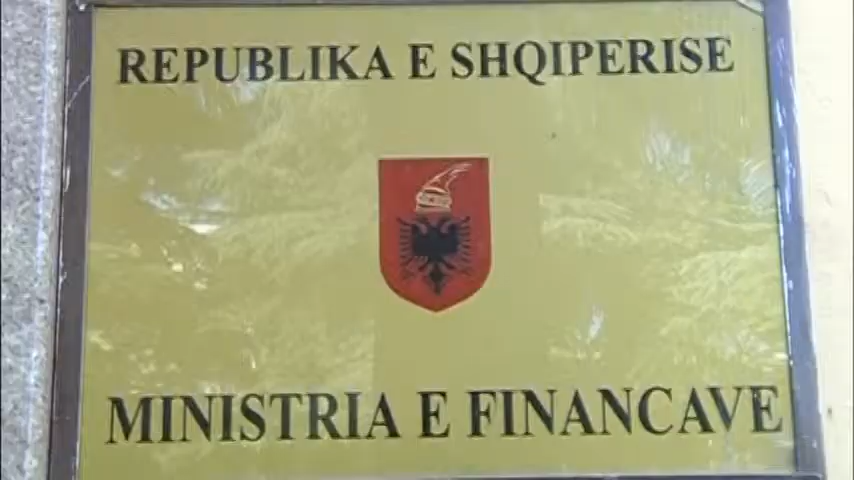 REPUBLIKA E SHQIPERISE
MINISTRIA E FINANCAVE